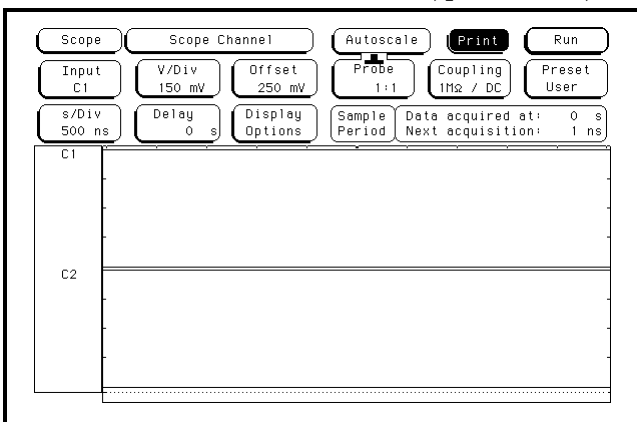 Scope Scope Channel Autoscale Print Run
Input V/Div Offset Probe Coupling Preset
C1 150 mV 250 mV 1:1 1MΩ / DC User
s/Div Delay Display Sample Data acquired at: 0 s
500 ns 0 s Options Period Next acquisition: 1 ns
C1
C2